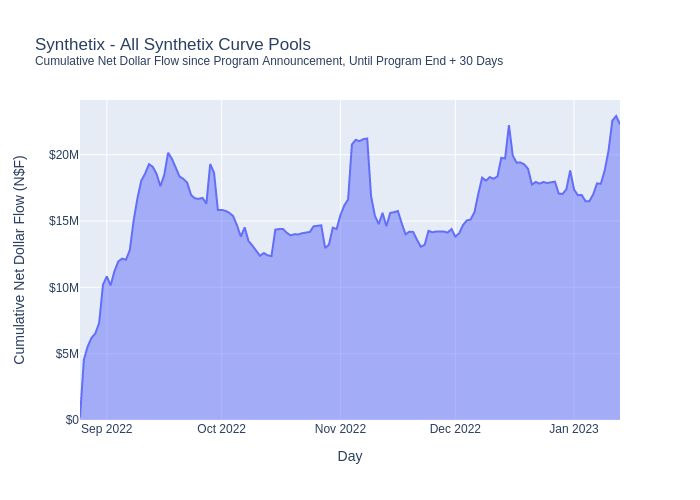 Synthetix - All Synthetix Curve Pools
Cumulative Net Dollar Flow since Program Announcement, Until Program End + 30 Days
Cumulative Net Dollar Flow (N$F)
$20M
$15M
$10M
$5M
$0
Sep 2022
Oct 2022
Nov 2022
Dec 2022
Jan 2023
Day